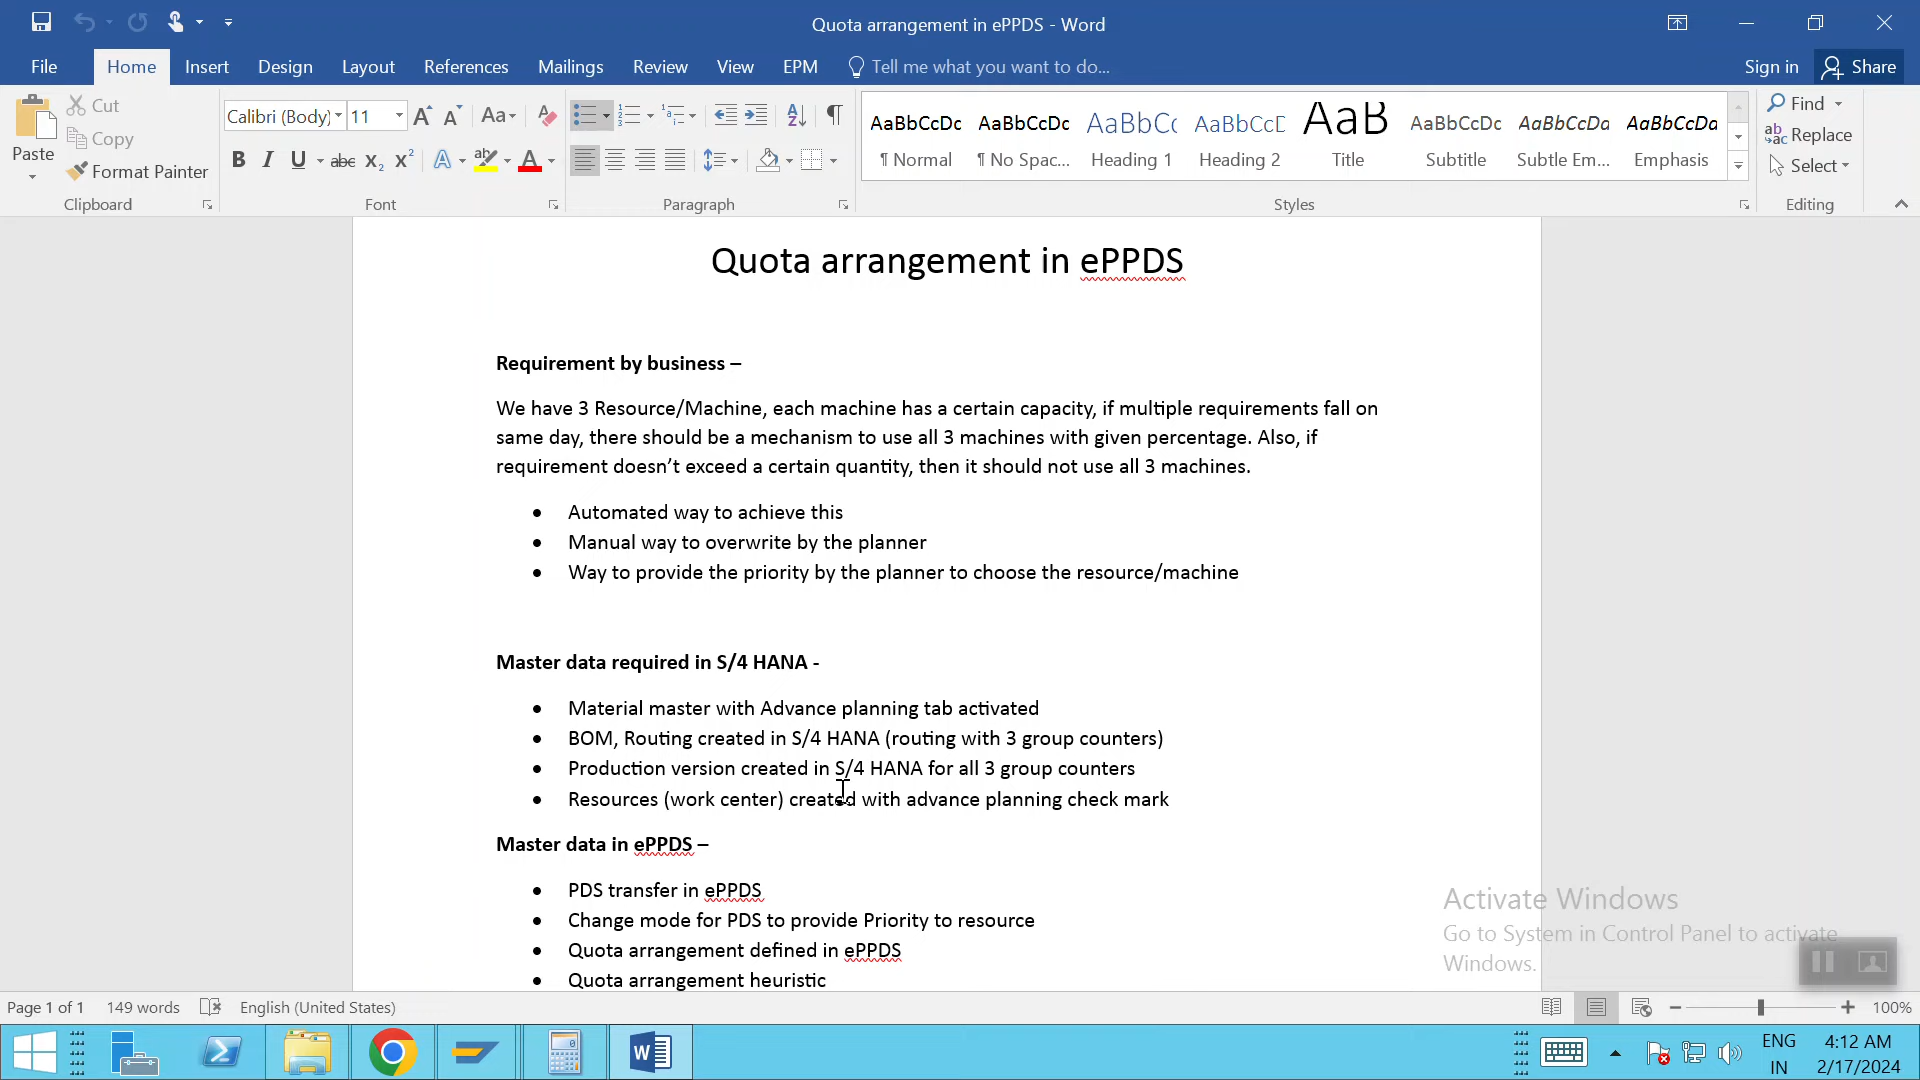 Quota arrangement in ePPDS - Word
File Home Insert Design Layout References Mailings Review View EPM Tell me what you want to do... Sign in Share
Paste
Cut
Copy
Format Painter
Clipboard
Calibri (Body) 11
Font
Paragraph
AaBbCcDc AaBbCcDc AaBbCc AaBbCcD AaB AaBbCcDc AaBbCcDa AaBbCcDa
¶ Normal ¶ No Spac... Heading 1 Heading 2 Title Subtitle Subtle Em... Emphasis
Styles
Find
Replace
Select
Editing
Quota arrangement in ePPDS
Requirement by business –
We have 3 Resource/Machine, each machine has a certain capacity, if multiple requirements fall on
same day, there should be a mechanism to use all 3 machines with given percentage. Also, if
requirement doesn’t exceed a certain quantity, then it should not use all 3 machines.
• Automated way to achieve this
• Manual way to overwrite by the planner
• Way to provide the priority by the planner to choose the resource/machine
Master data required in S/4 HANA -
• Material master with Advance planning tab activated
• BOM, Routing created in S/4 HANA (routing with 3 group counters)
• Production version created in S/4 HANA for all 3 group counters
• Resources (work center) created with advance planning check mark
Master data in ePPDS –
• PDS transfer in ePPDS
• Change mode for PDS to provide Priority to resource
• Quota arrangement defined in ePPDS
• Quota arrangement heuristic
Activate Windows
Go to System in Control Panel to activate
Windows.
Page 1 of 1 149 words English (United States) 100%
ENG
IN
4:12 AM
2/17/2024